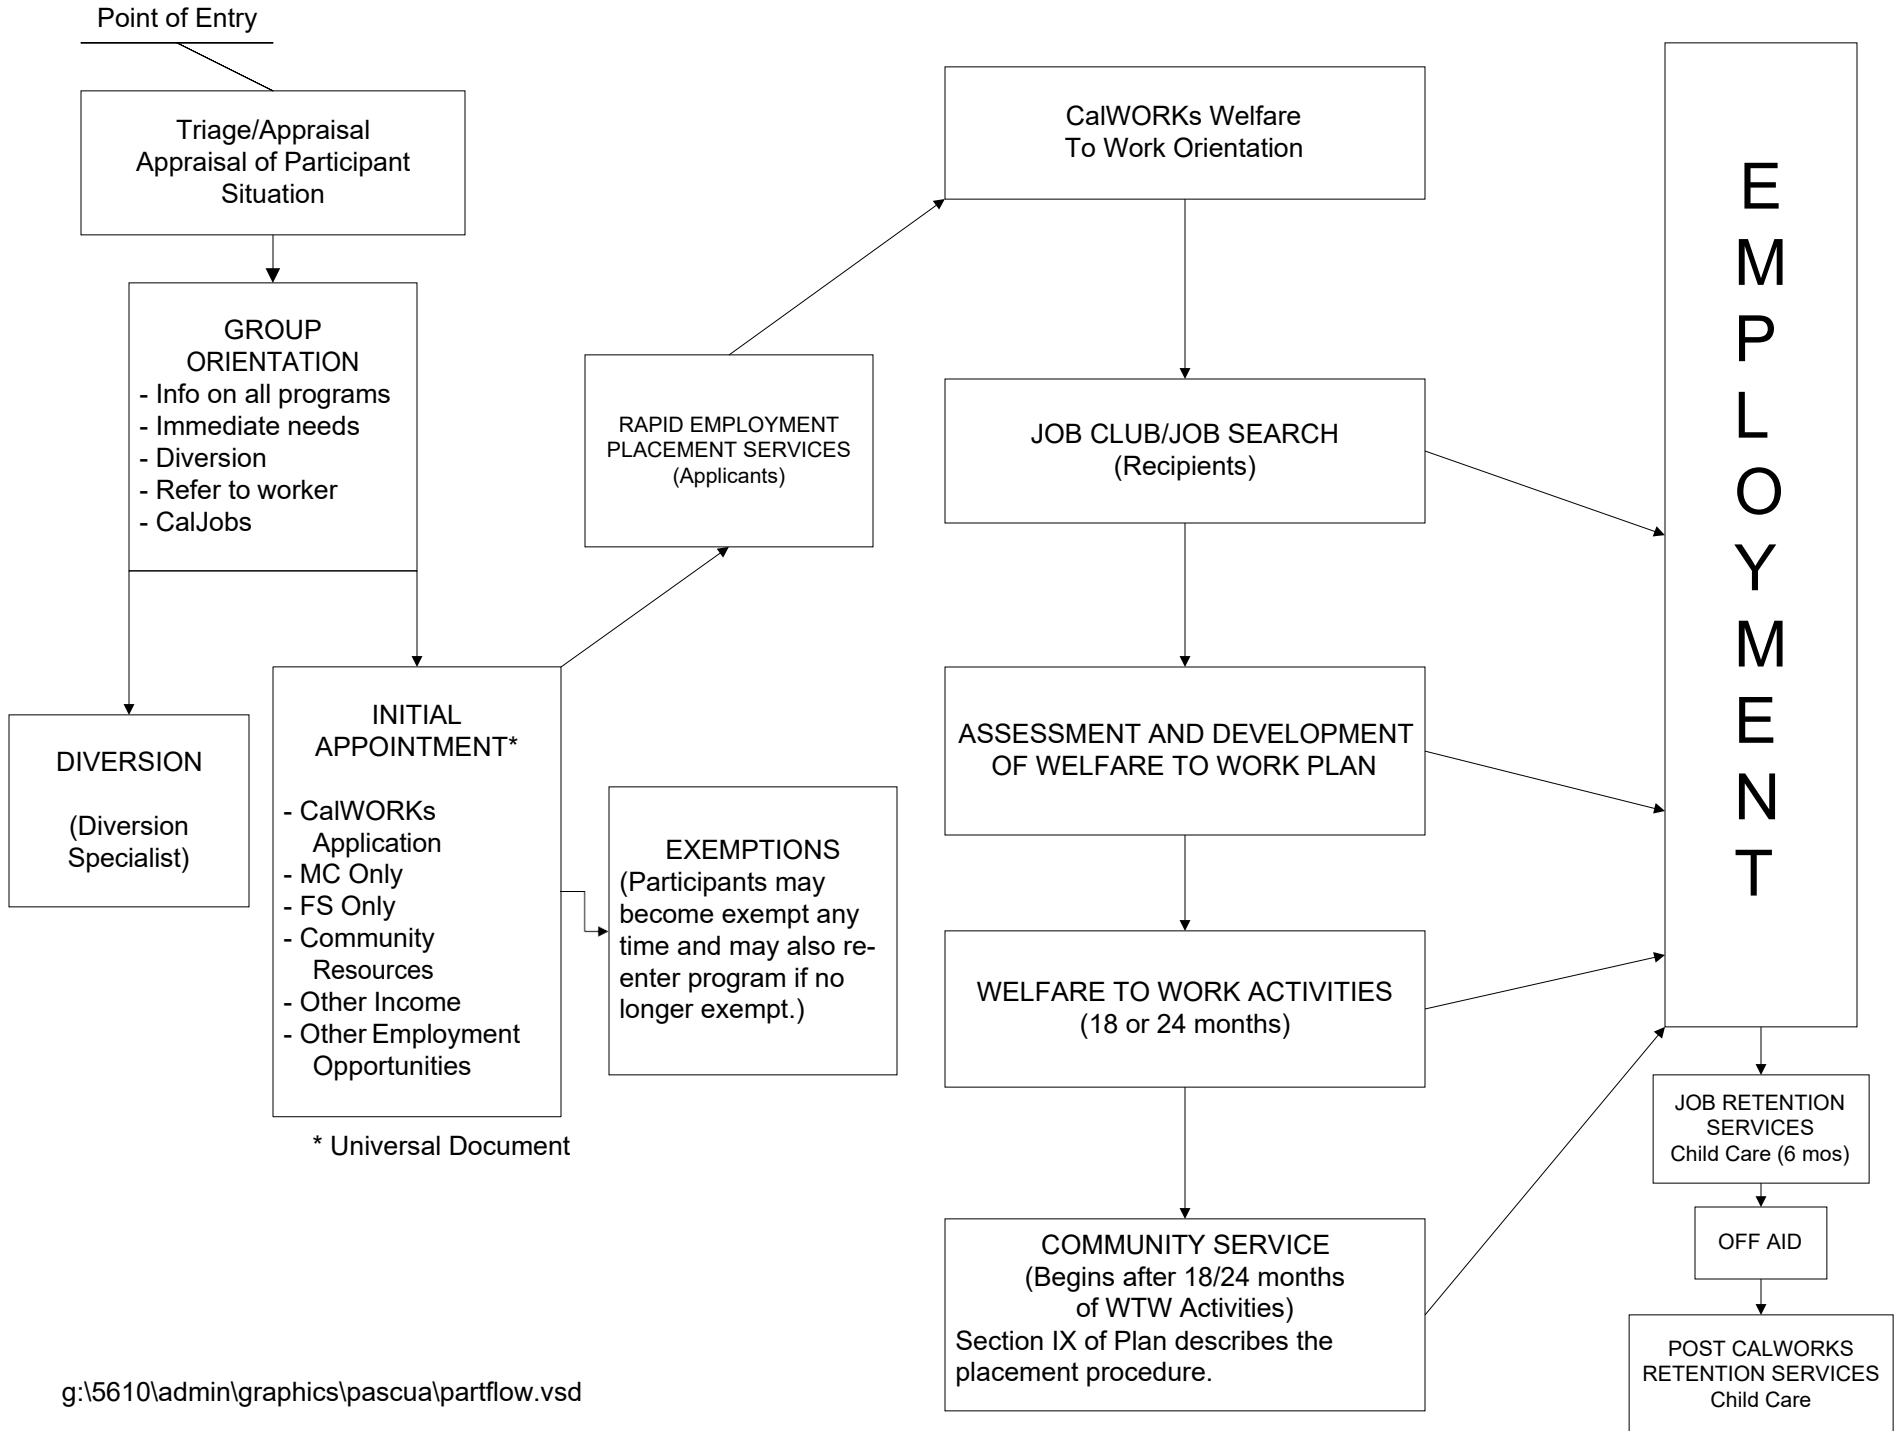 Point of Entry
Triage/Appraisal
Appraisal of Participant
Situation
GROUP
ORIENTATION
- Info on all programs
- Immediate needs
- Diversion
- Refer to worker
- CalJobs
DIVERSION
(Diversion
Specialist)
INITIAL
APPOINTMENT*
- CalWORKs
Application
- MC Only
- FS Only
- Community
Resources
- Other Income
- Other Employment
Opportunities
* Universal Document
EXEMPTIONS
(Participants may
become exempt any
time and may also re-
enter program if no
longer exempt.)
RAPID EMPLOYMENT
PLACEMENT SERVICES
(Applicants)
CalWORKs Welfare
To Work Orientation
JOB CLUB/JOB SEARCH
(Recipients)
ASSESSMENT AND DEVELOPMENT
OF WELFARE TO WORK PLAN
WELFARE TO WORK ACTIVITIES
(18 or 24 months)
COMMUNITY SERVICE
(Begins after 18/24 months
of WTW Activities)
Section IX of Plan describes the
placement procedure.
E
M
P
L
O
Y
M
E
N
T
JOB RETENTION
SERVICES
Child Care (6 mos)
OFF AID
POST CALWORKS
RETENTION SERVICES
Child Care
g:\5610\admin\graphics\pascua\partflow.vsd